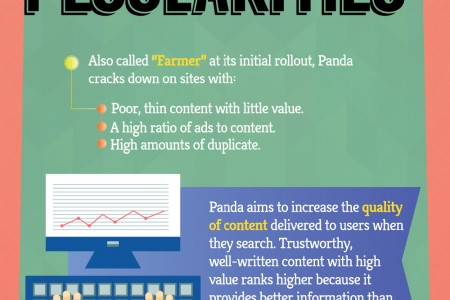 PECULARITIES
Also called “Farmer” at its initial rollout, Panda
cracks down on sites with:
Poor, thin content with little value.
A high ratio of ads to content.
High amounts of duplicate.
Panda aims to increase the quality
of content delivered to users when
they search. Trustworthy,
well-written content with high
value ranks higher because it
provides better information than